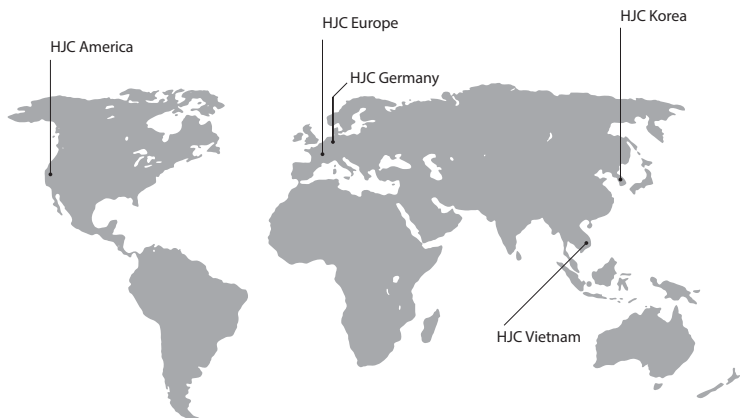 HJC Korea
HJC Europe
HJC America
HJC Germany
HJC Vietnam